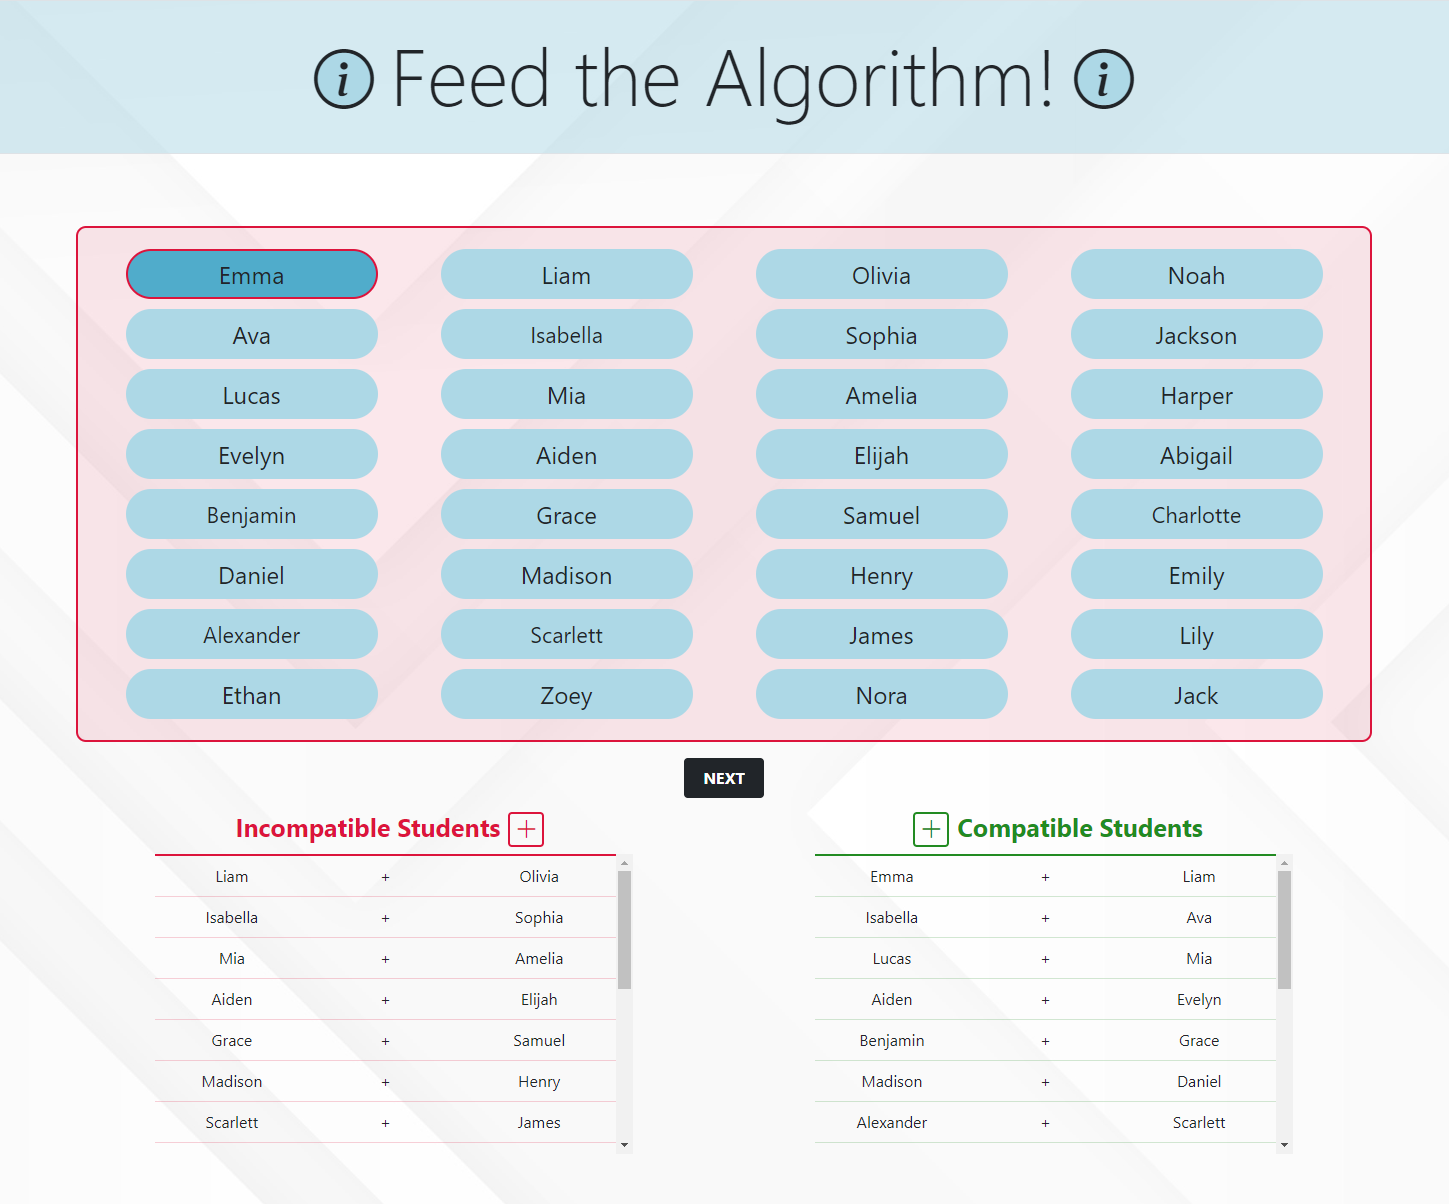 i Feed the Algorithm! i
Emma Liam Olivia Noah
Ava Isabella Sophia Jackson
Lucas Mia Amelia Harper
Evelyn Aiden Elijah Abigail
Benjamin Grace Samuel Charlotte
Daniel Madison Henry Emily
Alexander Scarlett James Lily
Ethan Zoey Nora Jack
NEXT
Incompatible Students +
Liam + Olivia
Isabella + Sophia
Mia + Amelia
Aiden + Elijah
Grace + Samuel
Madison + Henry
Scarlett + James
+ Compatible Students
Emma + Liam
Isabella + Ava
Lucas + Mia
Aiden + Evelyn
Benjamin + Grace
Madison + Daniel
Alexander + Scarlett